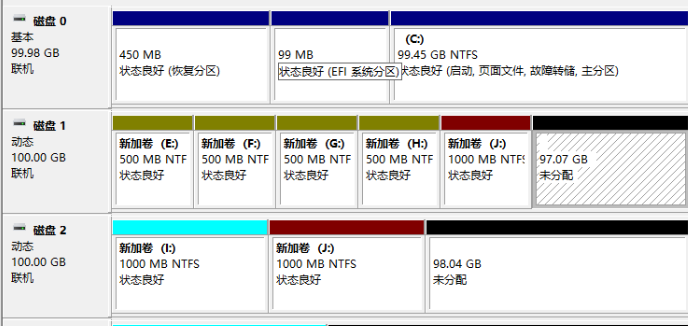 磁盘 0
基本
99.98 GB
联机
450 MB
状态良好 (恢复分区)
99 MB
状态良好 (EFI 系统分区)
(C:)
99.45 GB NTFS
状态良好 (启动, 页面文件, 故障转储, 主分区)
磁盘 1
动态
100.00 GB
联机
新加卷 (E:)
500 MB NTF
状态良好
新加卷 (F:)
500 MB NTF
状态良好
新加卷 (G:)
500 MB NTF
状态良好
新加卷 (H:)
500 MB NTF
状态良好
新加卷 (J:)
1000 MB NTFS
状态良好
97.07 GB
未分配
磁盘 2
动态
100.00 GB
联机
新加卷 (I:)
1000 MB NTFS
状态良好
新加卷 (J:)
1000 MB NTFS
状态良好
98.04 GB
未分配